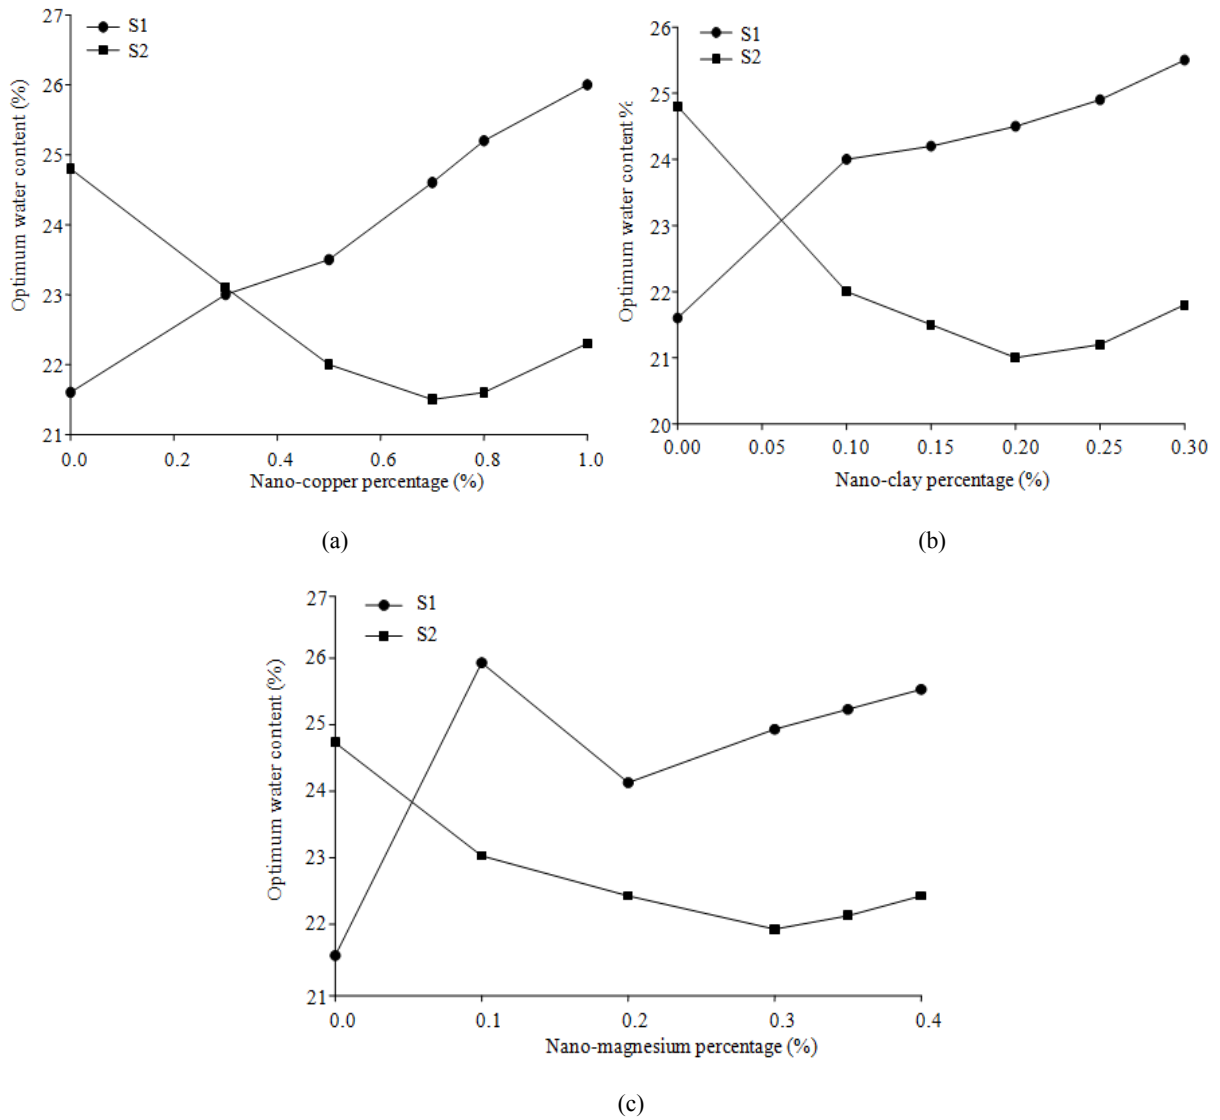 27
26
25
24
23
22
21
Optimum water content (%)
S1
S2
0.0 0.2 0.4 0.6 0.8 1.0
Nano-copper percentage (%)
(a)
26
25
24
23
22
21
20
Optimum water content %
S1
S2
0.00 0.05 0.10 0.15 0.20 0.25 0.30
Nano-clay percentage (%)
(b)
27
26
25
24
23
22
21
Optimum water content (%)
S1
S2
0.0 0.1 0.2 0.3 0.4
Nano-magnesium percentage (%)
(c)